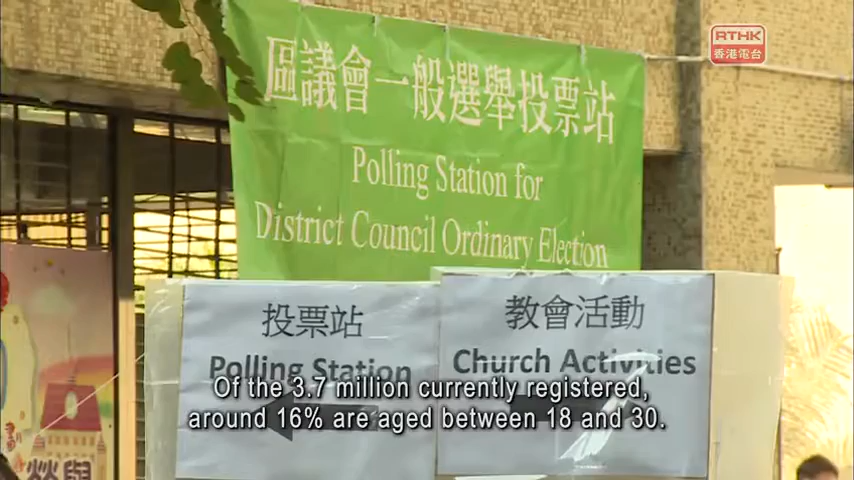 RTHK
香港電台
區議會一般選舉投票站
Polling Station for
District Council Ordinary Election
投票站
Polling Station
教會活動
Church Activities
Of the 3.7 million currently registered,
around 16% are aged between 18 and 30.